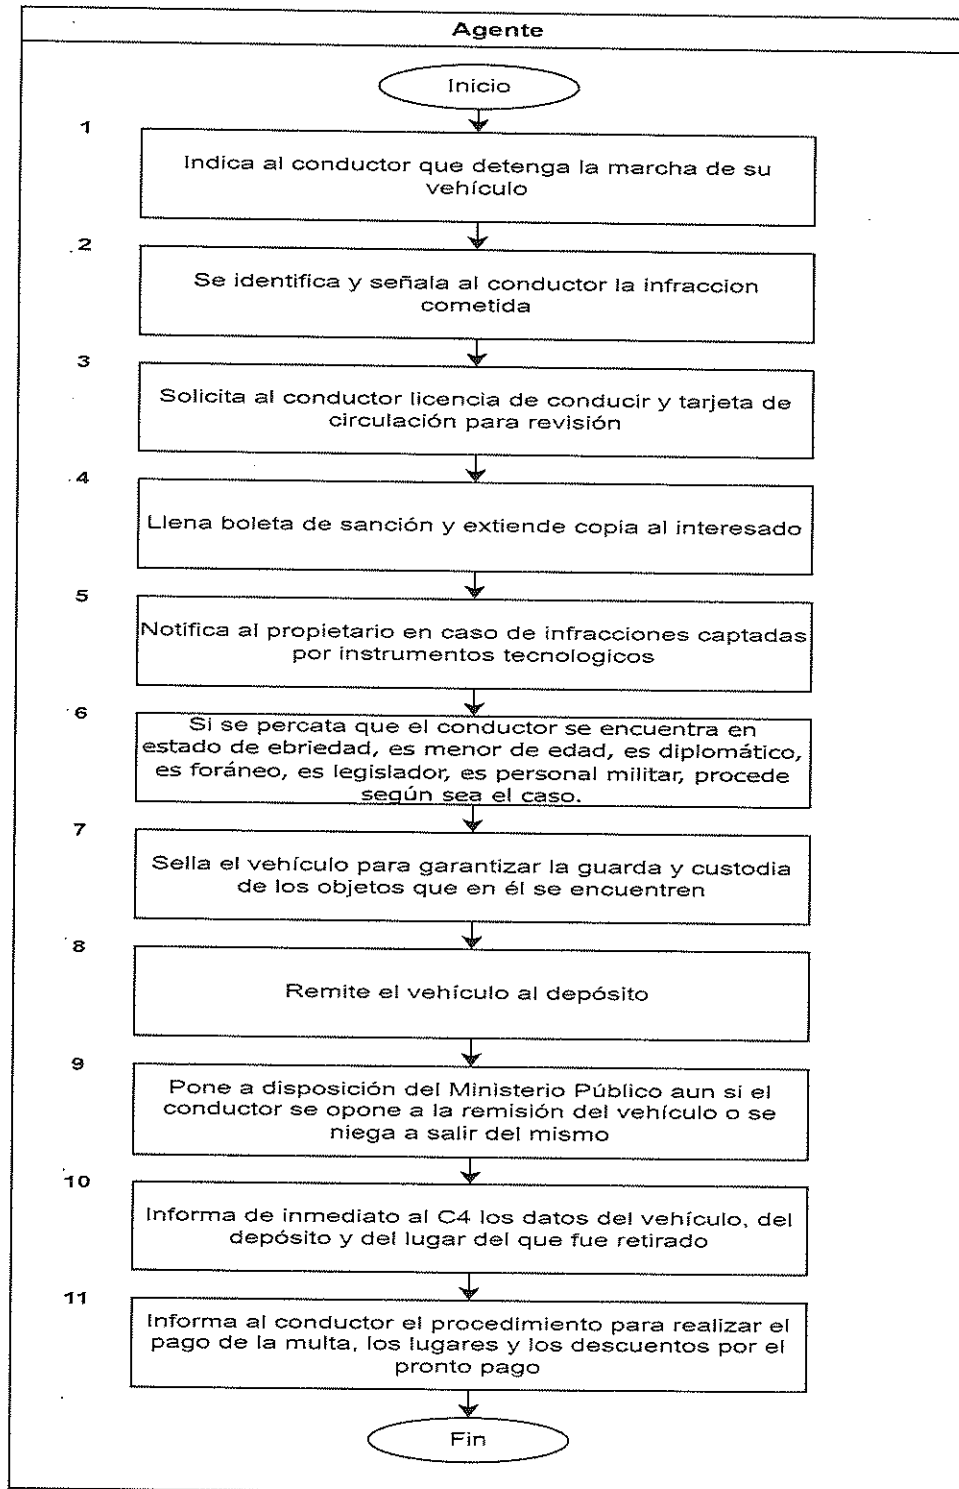 Agente
Inicio
1
Indica al conductor que detenga la marcha de su
vehículo
2
Se identifica y señala al conductor la infraccion
cometida
3
Solicita al conductor licencia de conducir y tarjeta de
circulación para revisión
4
Llena boleta de sanción y extiende copia al interesado
5
Notifica al propietario en caso de infracciones captadas
por instrumentos tecnologicos
6
Si se percata que el conductor se encuentra en
estado de ebriedad, es menor de edad, es diplomático,
es foráneo, es legislador, es personal militar, procede
según sea el caso.
7
Sella el vehículo para garantizar la guarda y custodia
de los objetos que en él se encuentren
8
Remite el vehículo al depósito
9
Pone a disposición del Ministerio Público aun si el
conductor se opone a la remisión del vehículo o se
niega a salir del mismo
10
Informa de inmediato al C4 los datos del vehículo, del
depósito y del lugar del que fue retirado
11
Informa al conductor el procedimiento para realizar el
pago de la multa, los lugares y los descuentos por el
pronto pago
Fin